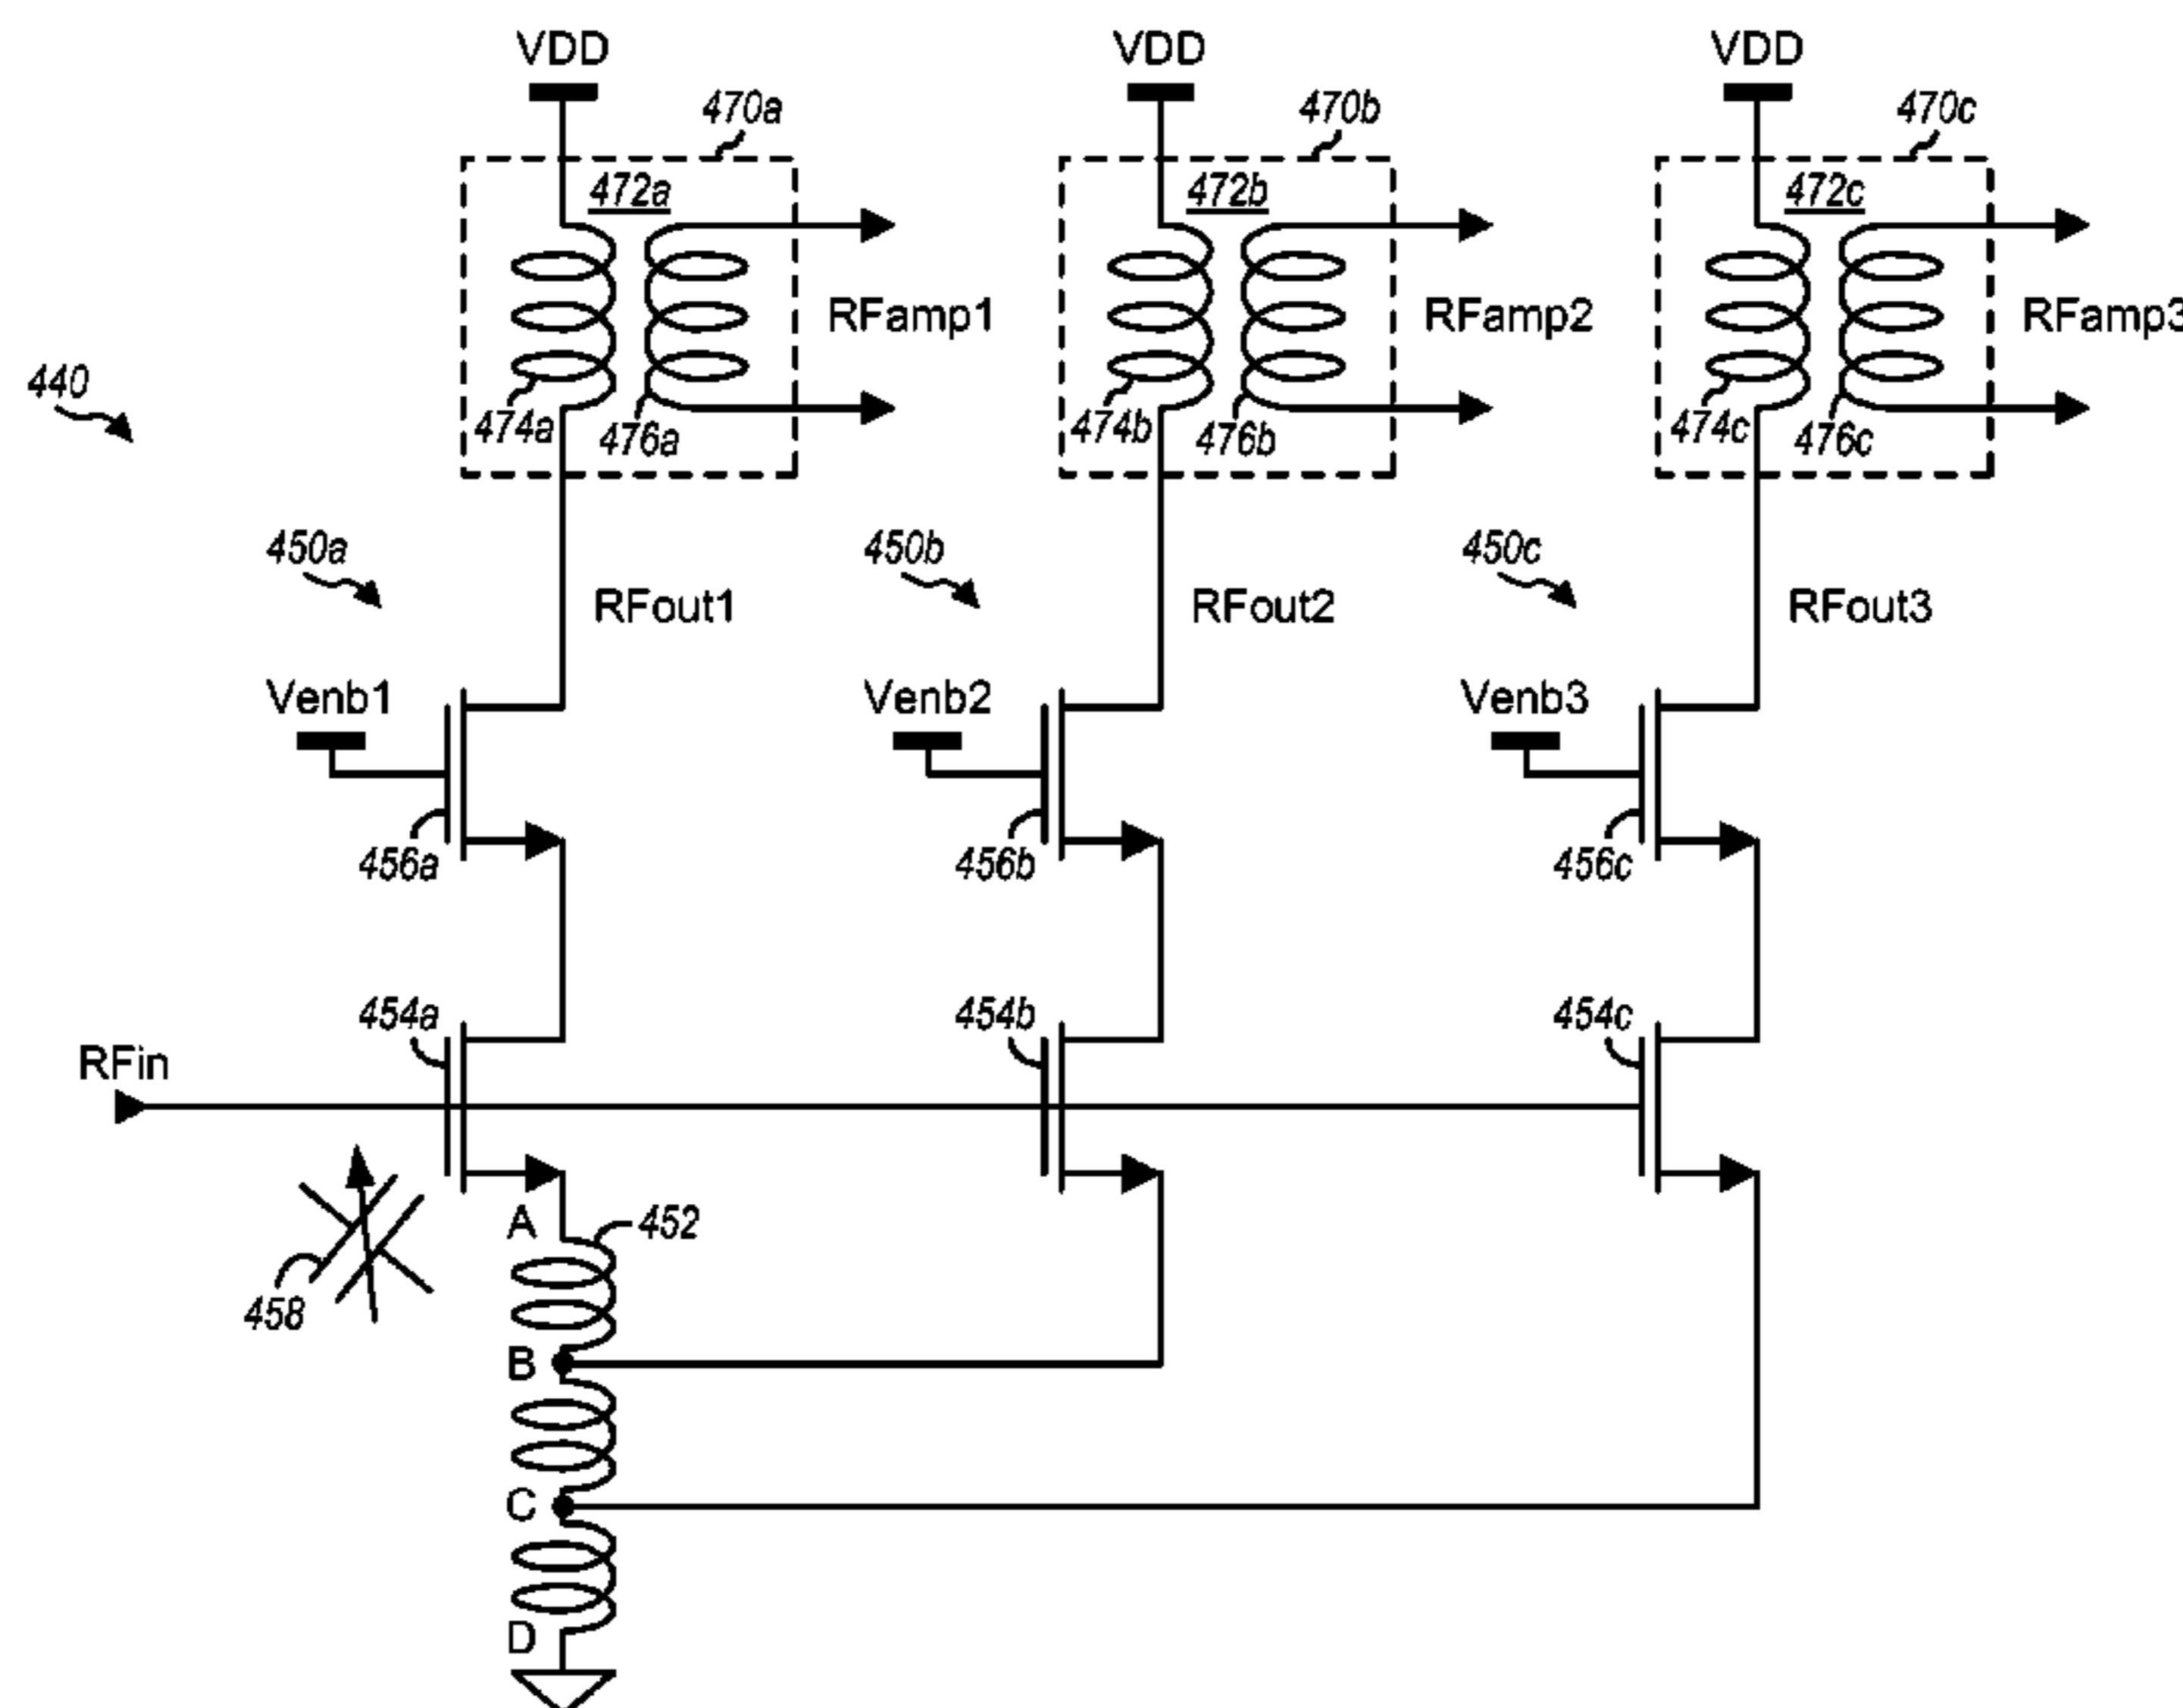 VDD VDD VDD
470a 470b 470c
472a 472b 472c
RFamp1 RFamp2 RFamp3
440
474a 476a 474b 476b 474c 476c
450a 450b 450c
RFout1 RFout2 RFout3
Venb1 Venb2 Venb3
456a 456b 456c
454a 454b 454c
RFin
A 452
458
B
C
D